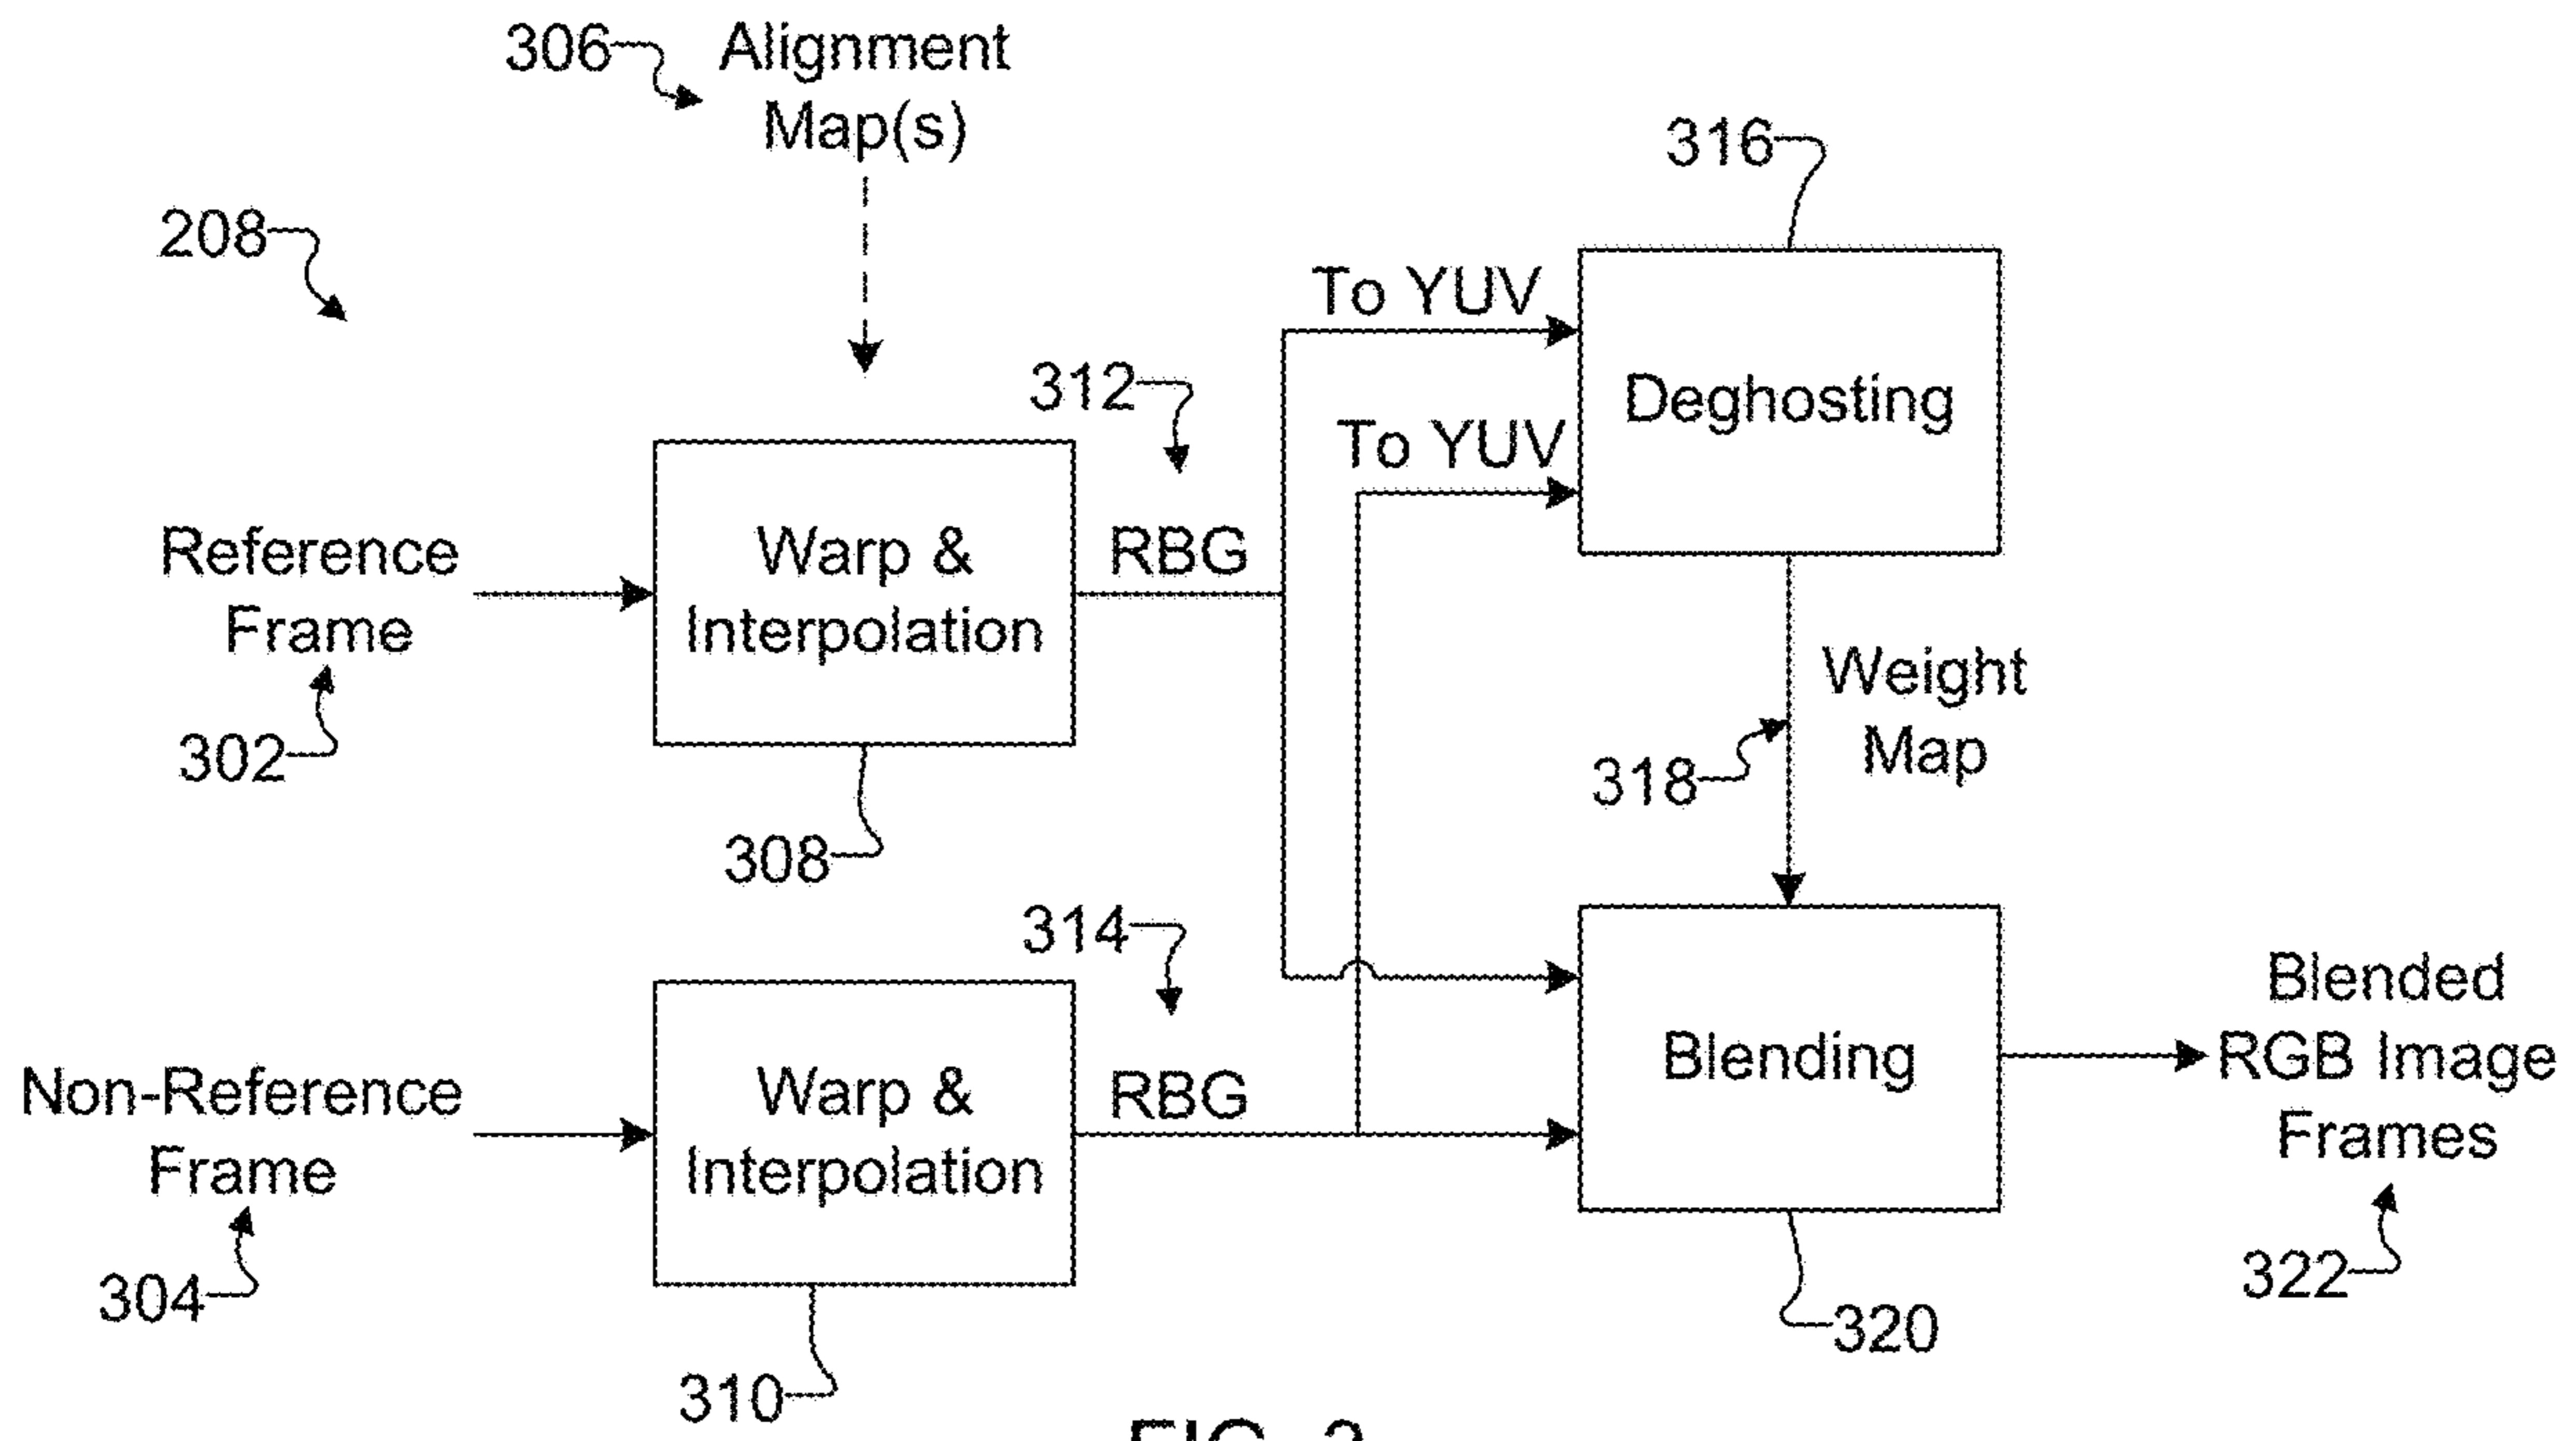 306
Alignment
Map(s)
208
316
To YUV
312
To YUV
Deghosting
Reference
Frame
302
Warp &
Interpolation
308
RBG
Weight
Map
318
314
Non-Reference
Frame
304
Warp &
Interpolation
310
RBG
Blending
320
Blended
RGB Image
Frames
322